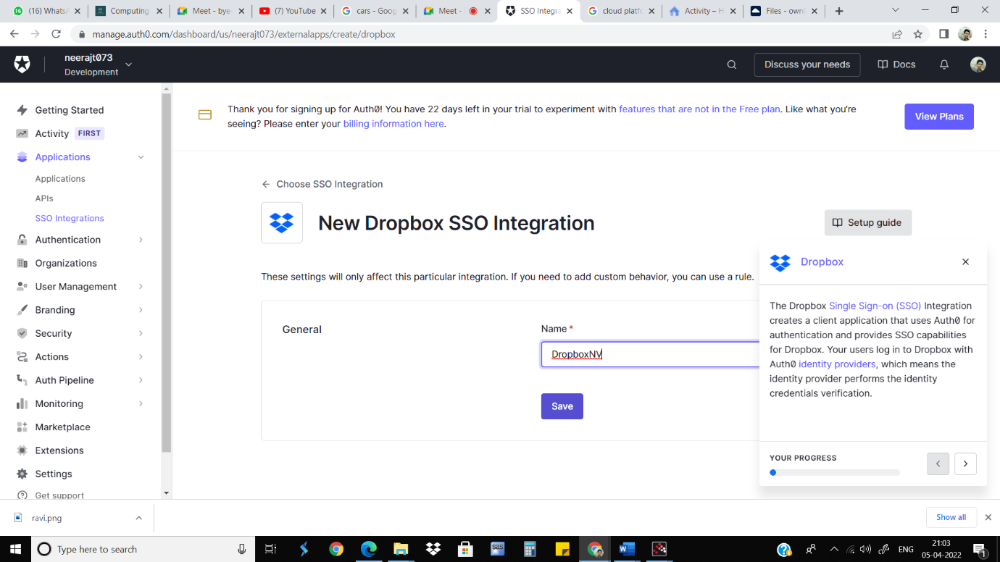 (16) Whats
Computing
Meet - bye-
(7) YouTube
cars - Goog
Meet -
SSO Integra
cloud platfo
Activity – H
Files - own
manage.auth0.com/dashboard/us/neerajt073/externalapps/create/dropbox
neerajt073
Development
Discuss your needs
Docs
Getting Started
Activity FIRST
Applications
Applications
APIs
SSO Integrations
Authentication
Organizations
User Management
Branding
Security
Actions
Auth Pipeline
Monitoring
Marketplace
Extensions
Settings
Get support
Thank you for signing up for Auth0! You have 22 days left in your trial to experiment with features that are not in the Free plan. Like what you're
seeing? Please enter your billing information here.
View Plans
Choose SSO Integration
New Dropbox SSO Integration
Setup guide
These settings will only affect this particular integration. If you need to add custom behavior, you can use a rule.
General
Name *
DropboxNV
Save
Dropbox
The Dropbox Single Sign-on (SSO) Integration
creates a client application that uses Auth0 for
authentication and provides SSO capabilities
for Dropbox. Your users log in to Dropbox with
Auth0 identity providers, which means the
identity provider performs the identity
credentials verification.
YOUR PROGRESS
ravi.png
Show all
Type here to search
sas
ENG
21:03
05-04-2022
1